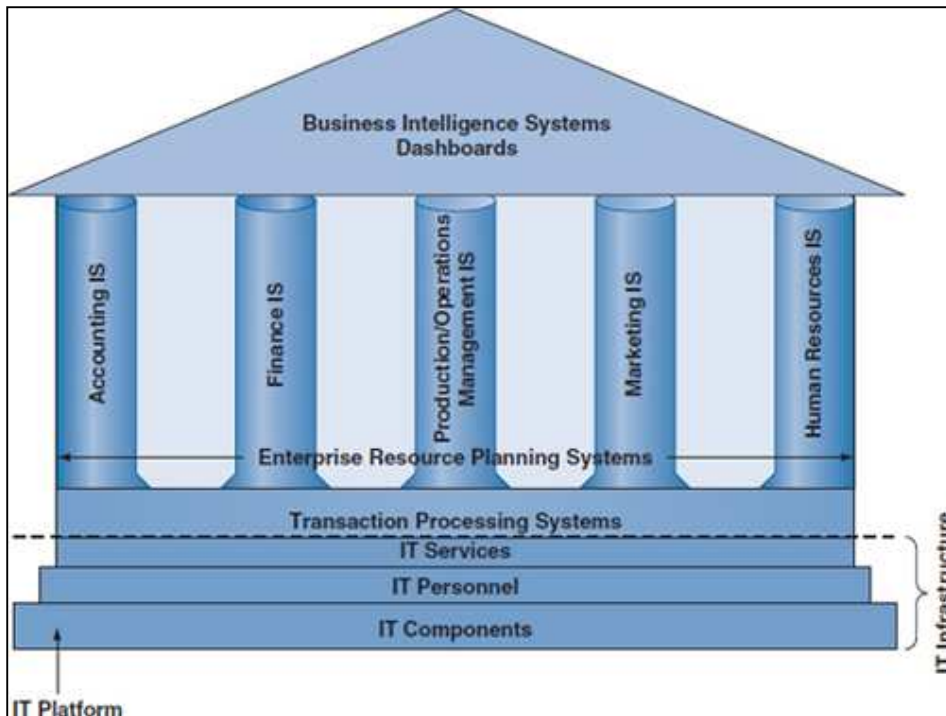 Business Intelligence Systems
Dashboards
Accounting IS
Finance IS
Production/Operations
Management IS
Marketing IS
Human Resources IS
Enterprise Resource Planning Systems
Transaction Processing Systems
IT Services
IT Personnel
IT Components
IT Infrastructure
IT Platform